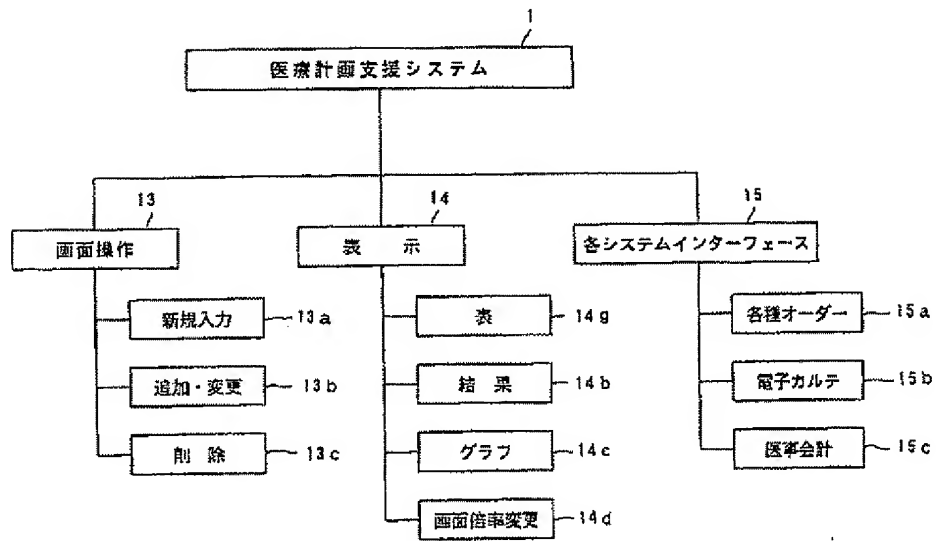 1
医療計画支援システム
13
画面操作
14
表 示
15
各システムインターフェース
新規入力 13a
追加・変更 13b
削 除 13c
表 14g
結 果 14b
グラフ 14c
画面倍率変更 14d
各種オーダー 15a
電子カルテ 15b
医事会計 15c